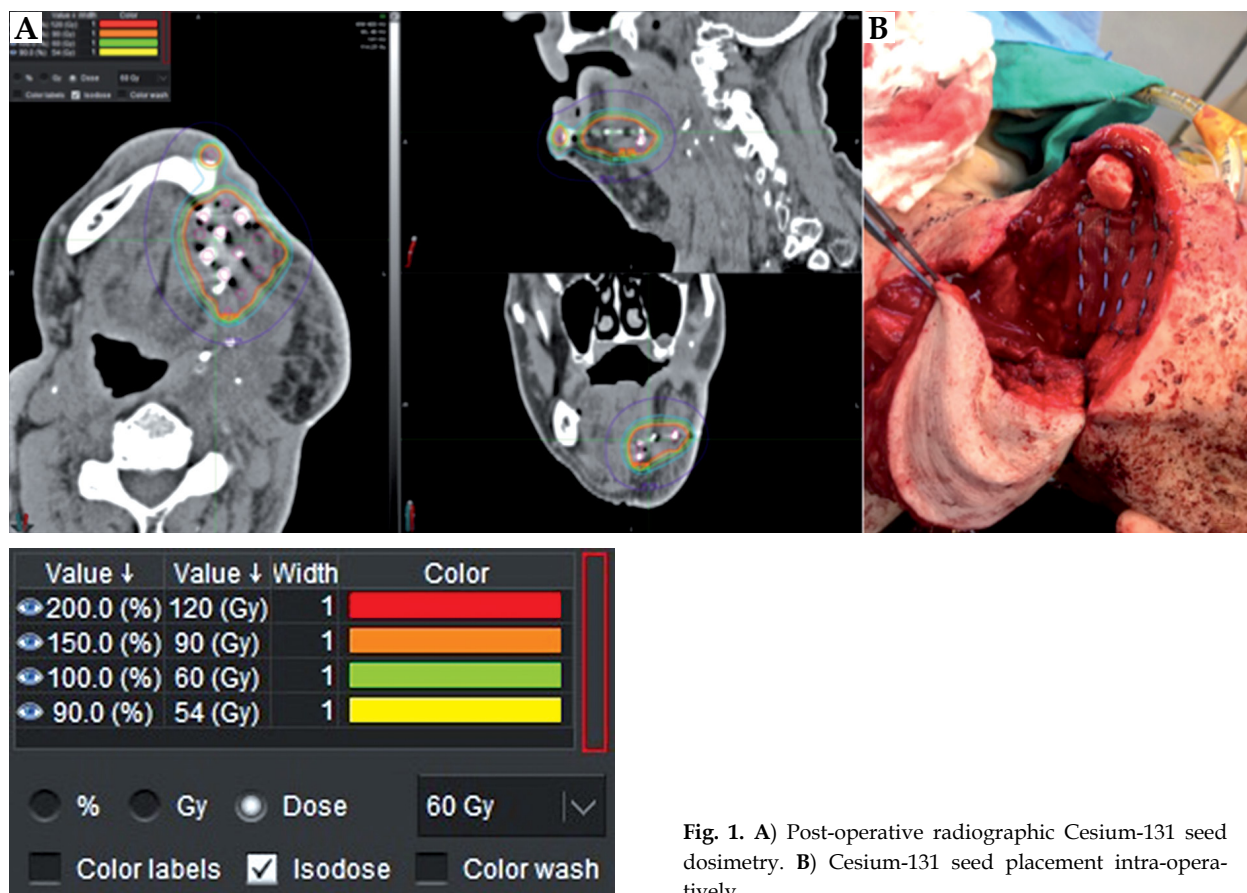 A
B
Value ↓ Value ↓ Width Color
200.0 (%) 120 (Gy) 1
150.0 (%) 90 (Gy) 1
100.0 (%) 60 (Gy) 1
90.0 (%) 54 (Gy) 1
% Gy Dose 60 Gy
Color labels Isodose Color wash
Fig. 1. A) Post-operative radiographic Cesium-131 seed
dosimetry. B) Cesium-131 seed placement intra-opera-
tively